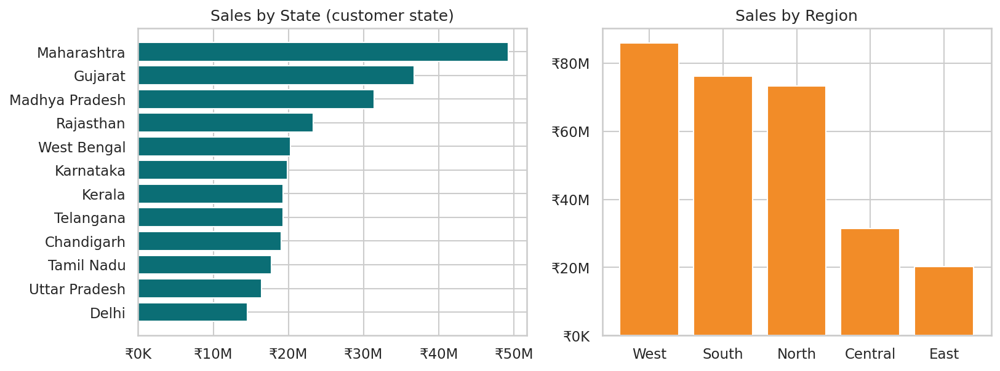 Sales by State (customer state)
Maharashtra
Gujarat
Madhya Pradesh
Rajasthan
West Bengal
Karnataka
Kerala
Telangana
Chandigarh
Tamil Nadu
Uttar Pradesh
Delhi
₹0K ₹10M ₹20M ₹30M ₹40M ₹50M
Sales by Region
₹80M
₹60M
₹40M
₹20M
₹0K
West South North Central East